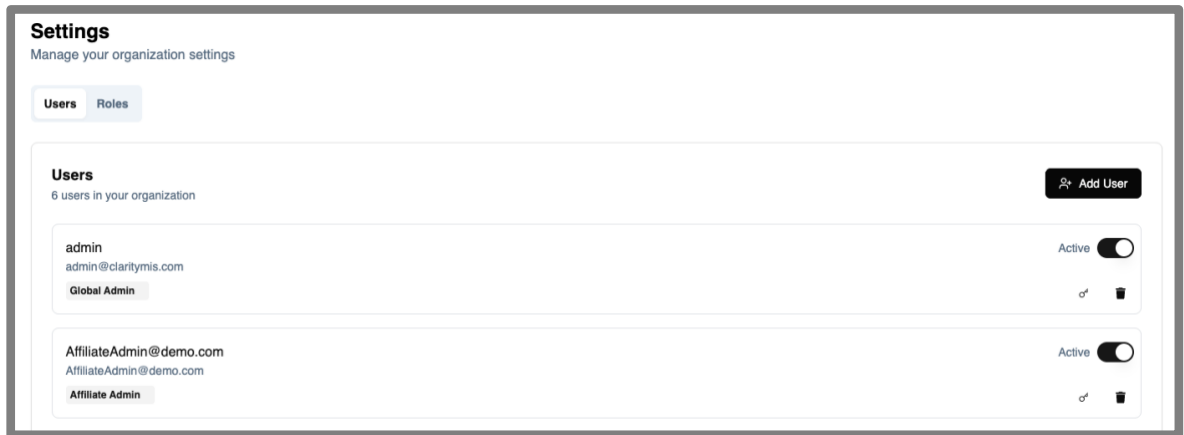 Settings
Manage your organization settings
Users Roles
Users
6 users in your organization
Add User
admin
Active
admin@claritymis.com
Global Admin
AffiliateAdmin@demo.com
Active
AffiliateAdmin@demo.com
Affiliate Admin